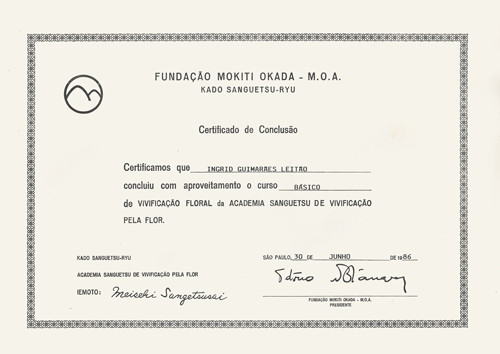 FUNDAÇÃO MOKITI OKADA - M.O.A.
KADO SANGUETSU-RYU
Certificado de Conclusão
Certificamos que INGRID GUIMARÃES LEITÃO
concluiu com aproveitamento o curso BÁSICO
de VIVIFICAÇÃO FLORAL da ACADEMIA SANGUETSU DE VIVIFICAÇÃO
PELA FLOR.
KADO SANGUETSU-RYU
SÃO PAULO, 30 DE JUNHO DE 1986
ACADEMIA SANGUETSU DE VIVIFICAÇÃO PELA FLOR
IEMOTO: Meiseki Sangetsusai
FUNDAÇÃO MOKITI OKADA - M.O.A.
PRESIDENTE